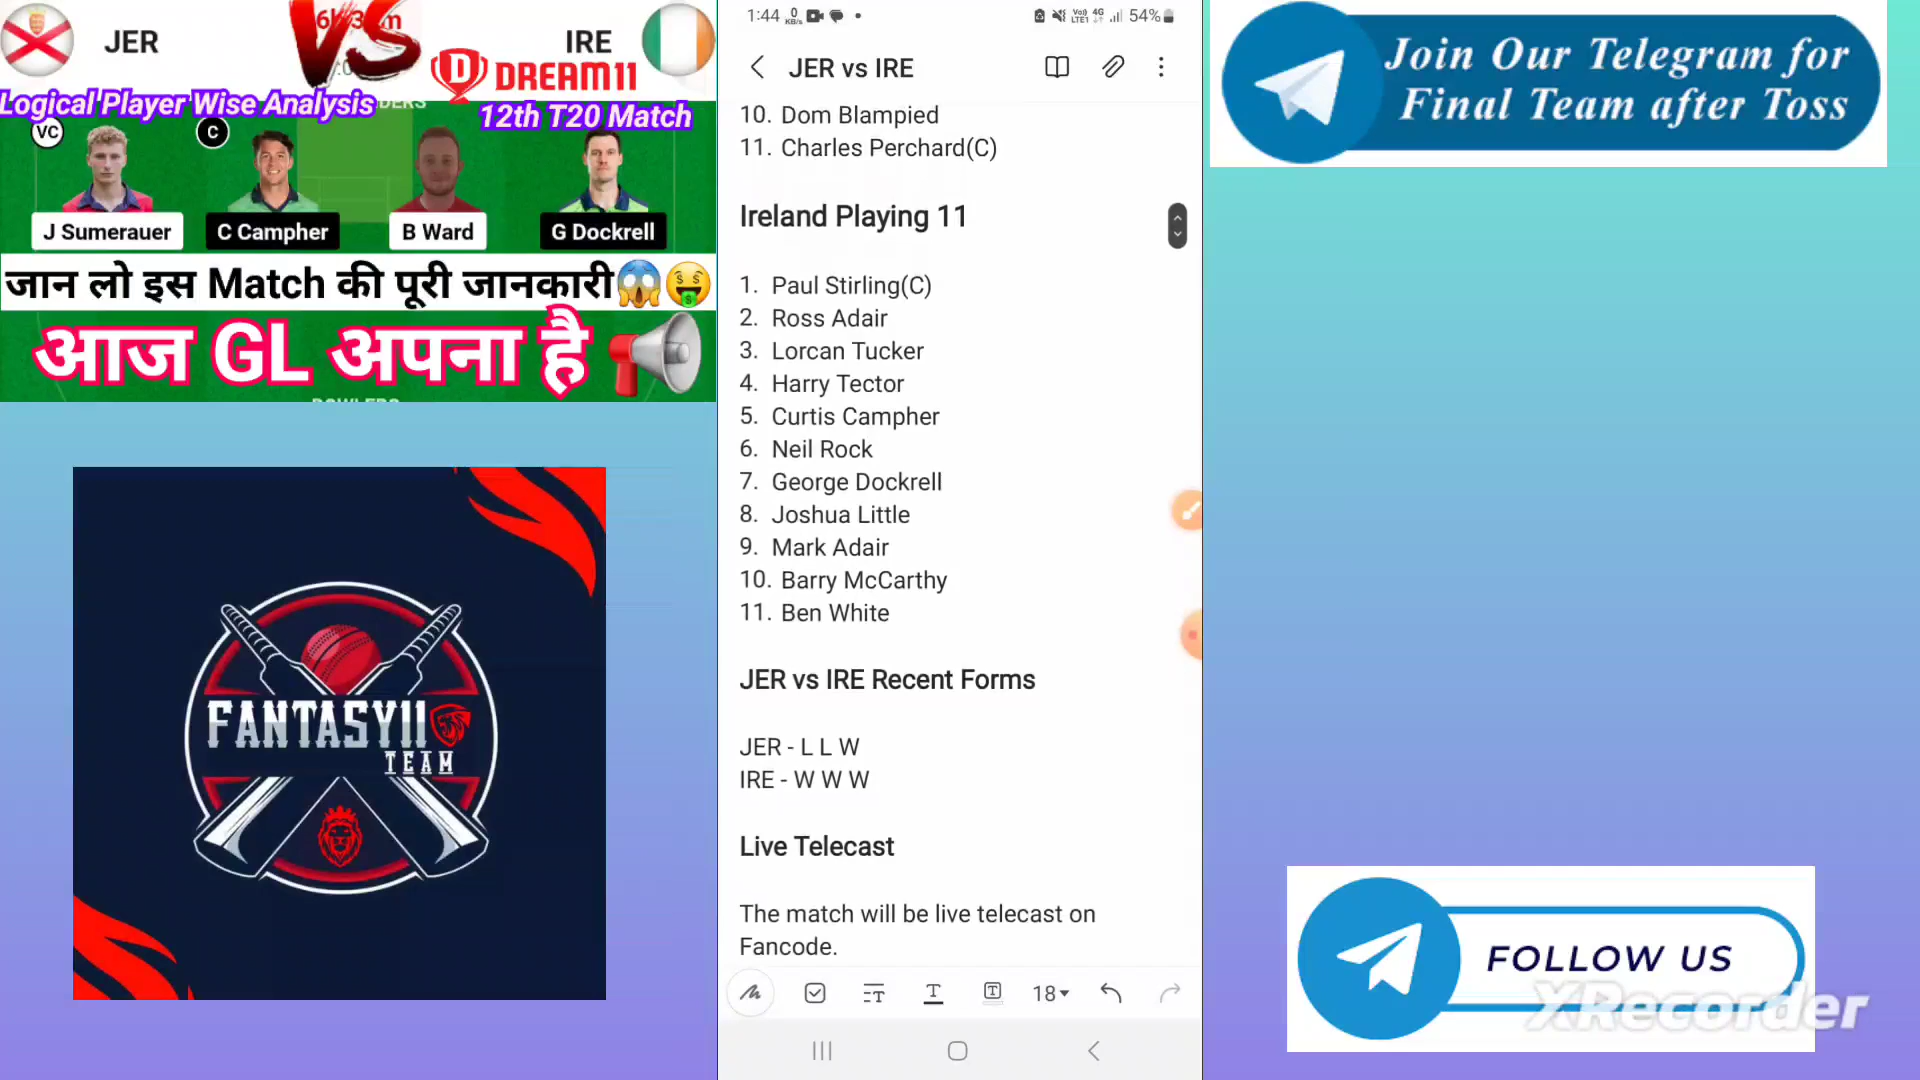 JER
VS
IRE
DREAM11
Logical Player Wise Analysis
12th T20 Match
VC
C
J Sumerauer
C Campher
B Ward
G Dockrell
जान लो इस Match की पूरी जानकारी
आज GL अपना है
FANTASY11
TEAM
1:44
0
KB/s
54%
JER vs IRE
10. Dom Blampied
11. Charles Perchard(C)
Ireland Playing 11
1. Paul Stirling(C)
2. Ross Adair
3. Lorcan Tucker
4. Harry Tector
5. Curtis Campher
6. Neil Rock
7. George Dockrell
8. Joshua Little
9. Mark Adair
10. Barry McCarthy
11. Ben White
JER vs IRE Recent Forms
JER - L L W
IRE - W W W
Live Telecast
The match will be live telecast on
Fancode.
18
Join Our Telegram for
Final Team after Toss
FOLLOW US
XRecorder